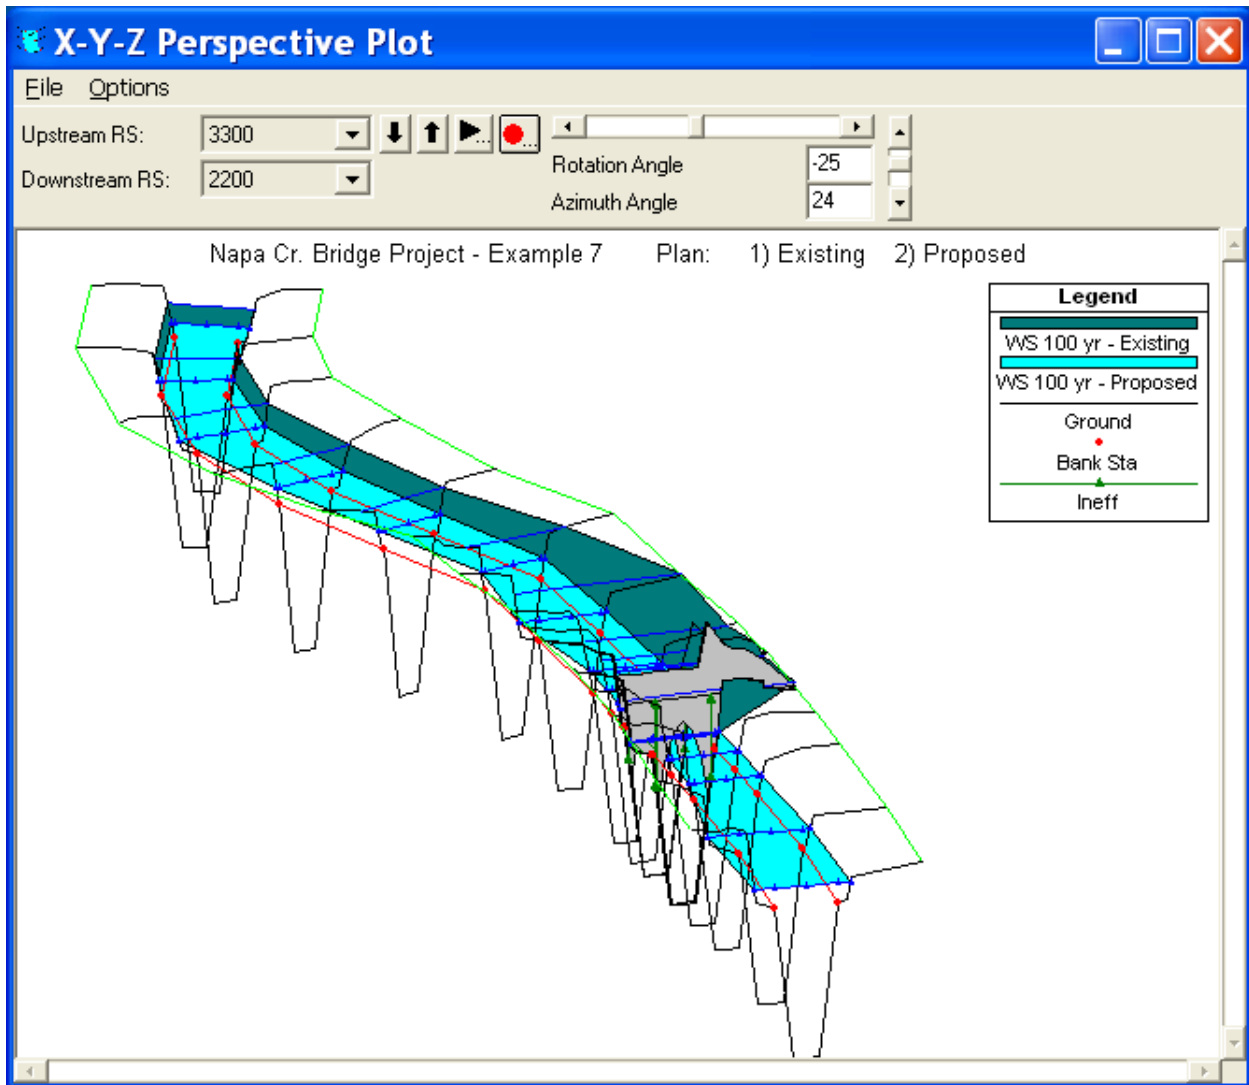 X-Y-Z Perspective Plot
File Options
Upstream RS: 3300
Downstream RS: 2200
Rotation Angle -25
Azimuth Angle 24
Napa Cr. Bridge Project - Example 7 Plan: 1) Existing 2) Proposed
Legend
WS 100 yr - Existing
WS 100 yr - Proposed
Ground
Bank Sta
Ineff